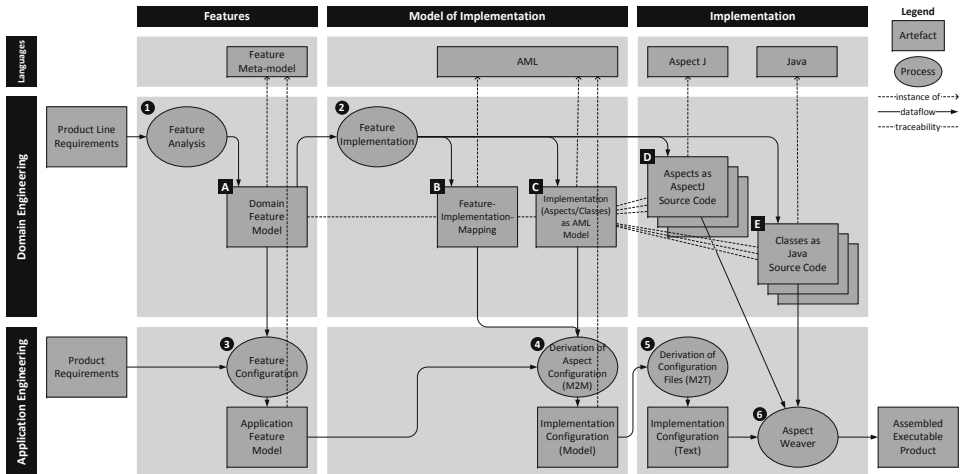 Features
Model of Implementation
Implementation
Legend
Artefact
Process
instance of
dataflow
traceability
Languages
Feature
Meta-model
AML
Aspect J
Java
Domain Engineering
1
2
Product Line
Requirements
Feature
Analysis
Feature
Implementation
A
Domain
Feature
Model
B
Feature-
Implementation-
Mapping
C
Implementation
(Aspects/Classes)
as AML
Model
D
Aspects as
AspectJ
Source Code
E
Classes as
Java
Source Code
Application Engineering
3
4
5
Product
Requirements
Feature
Configuration
Derivation of
Aspect
Configuration
(M2M)
Derivation of
Configuration
Files (M2T)
Application
Feature
Model
Implementation
Configuration
(Model)
Implementation
Configuration
(Text)
6
Aspect
Weaver
Assembled
Executable
Product